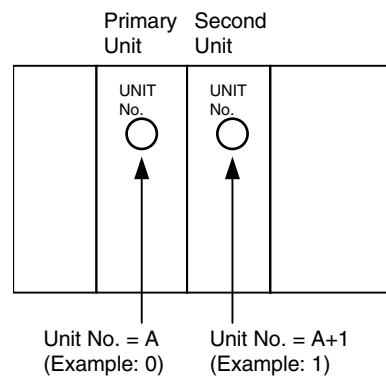 Primary
Unit
Second
Unit
UNIT
No.
UNIT
No.
Unit No. = A
(Example: 0)
Unit No. = A+1
(Example: 1)